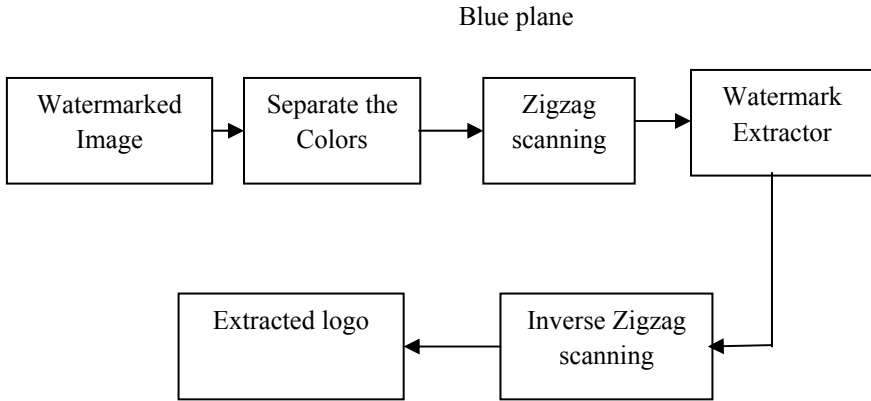 Blue plane
Watermarked
Image
Separate the
Colors
Zigzag
scanning
Watermark
Extractor
Extracted logo
Inverse Zigzag
scanning